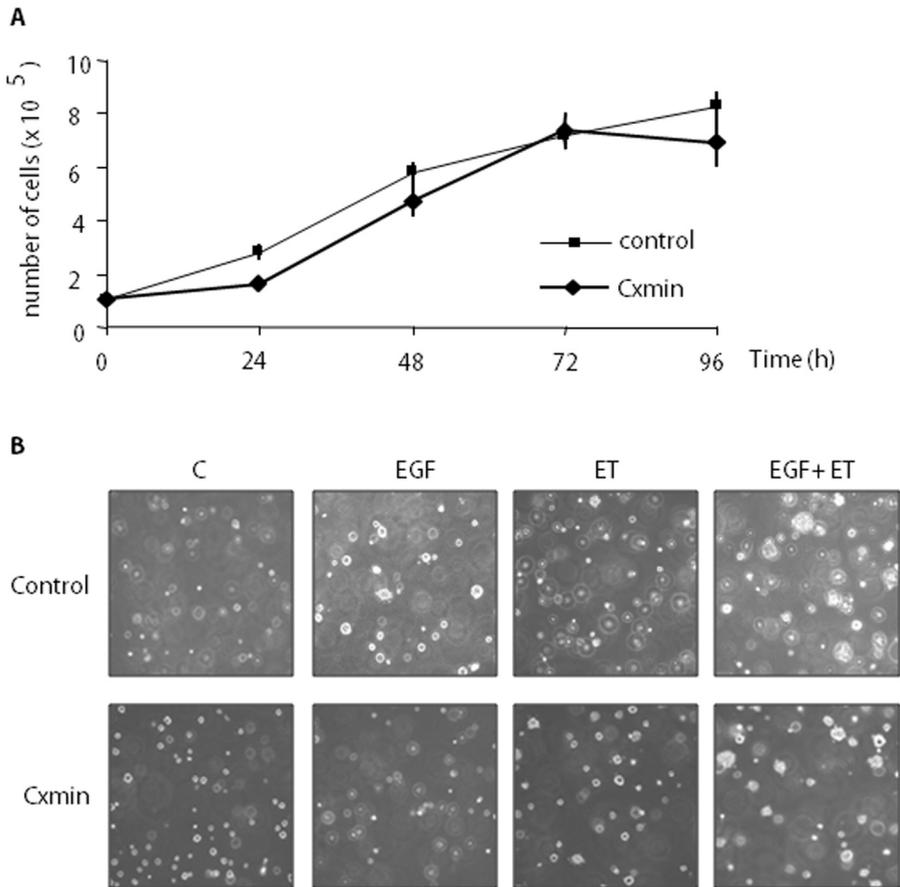 A
number of cells (x 10 5)
10
8
6
4
2
0
control
Cxmin
0 24 48 72 96 Time (h)
B
C EGF ET EGF+ ET
Control
Cxmin